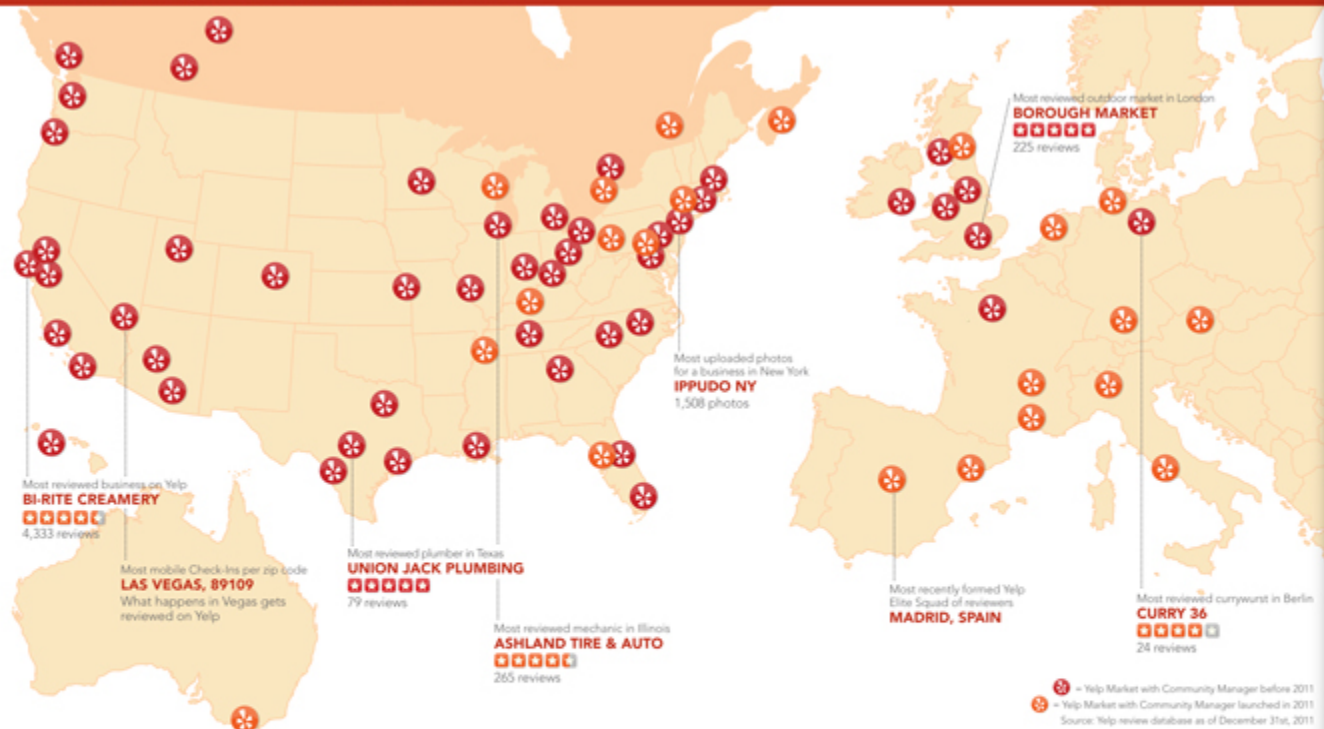 Most reviewed outdoor market in London
BOROUGH MARKET
225 reviews
Most uploaded photos
for a business in New York
IPPUDO NY
1,508 photos
Most reviewed business on Yelp
BI-RITE CREAMERY
4,333 reviews
Most mobile Check-Ins per zip code
LAS VEGAS, 89109
What happens in Vegas gets
reviewed on Yelp
Most reviewed plumber in Texas
UNION JACK PLUMBING
79 reviews
Most reviewed mechanic in Illinois
ASHLAND TIRE & AUTO
265 reviews
Most recently formed Yelp
Elite Squad of reviewers
MADRID, SPAIN
Most reviewed currywurst in Berlin
CURRY 36
24 reviews
= Yelp Market with Community Manager before 2011
= Yelp Market with Community Manager launched in 2011
Source: Yelp review database as of December 31st, 2011